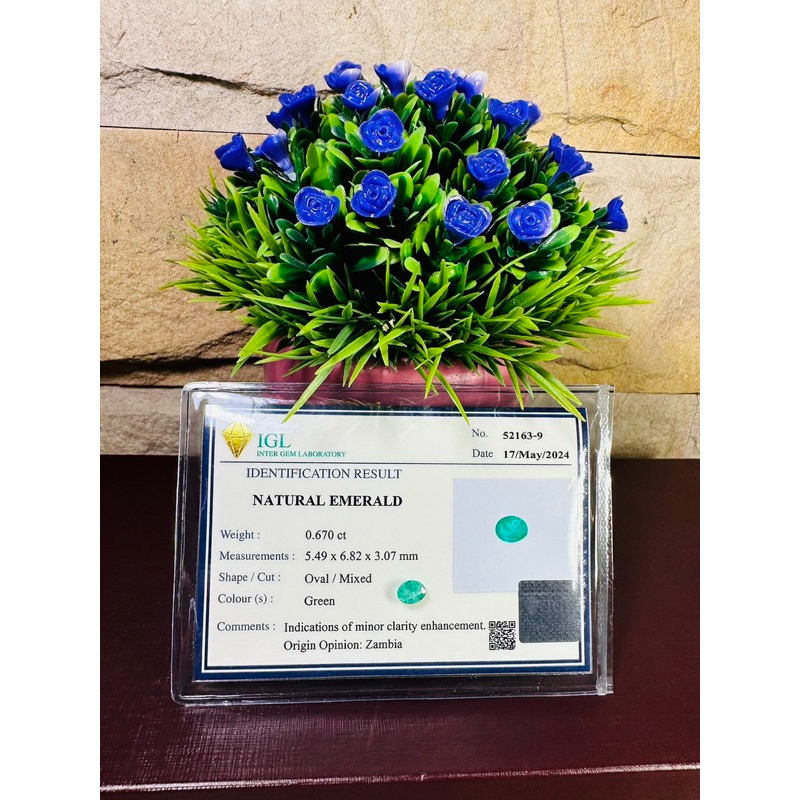 IGL
INTER GEM LABORATORY
No. 52163-9
Date 17/May/2024
IDENTIFICATION RESULT
NATURAL EMERALD
Weight : 0.670 ct
Measurements : 5.49 x 6.82 x 3.07 mm
Shape / Cut : Oval / Mixed
Colour (s) : Green
Comments : Indications of minor clarity enhancement.
Origin Opinion: Zambia
IGL